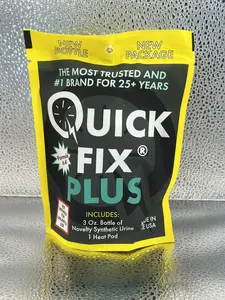 NEW
BOTTLE
NEW
PACKAGE
THE MOST TRUSTED AND
#1 BRAND FOR 25+ YEARS
QUICK
FIX®
PLUS
INCLUDES:
3 Oz. Bottle of
Novelty Synthetic Urine
1 Heat Pad
MADE IN
USA